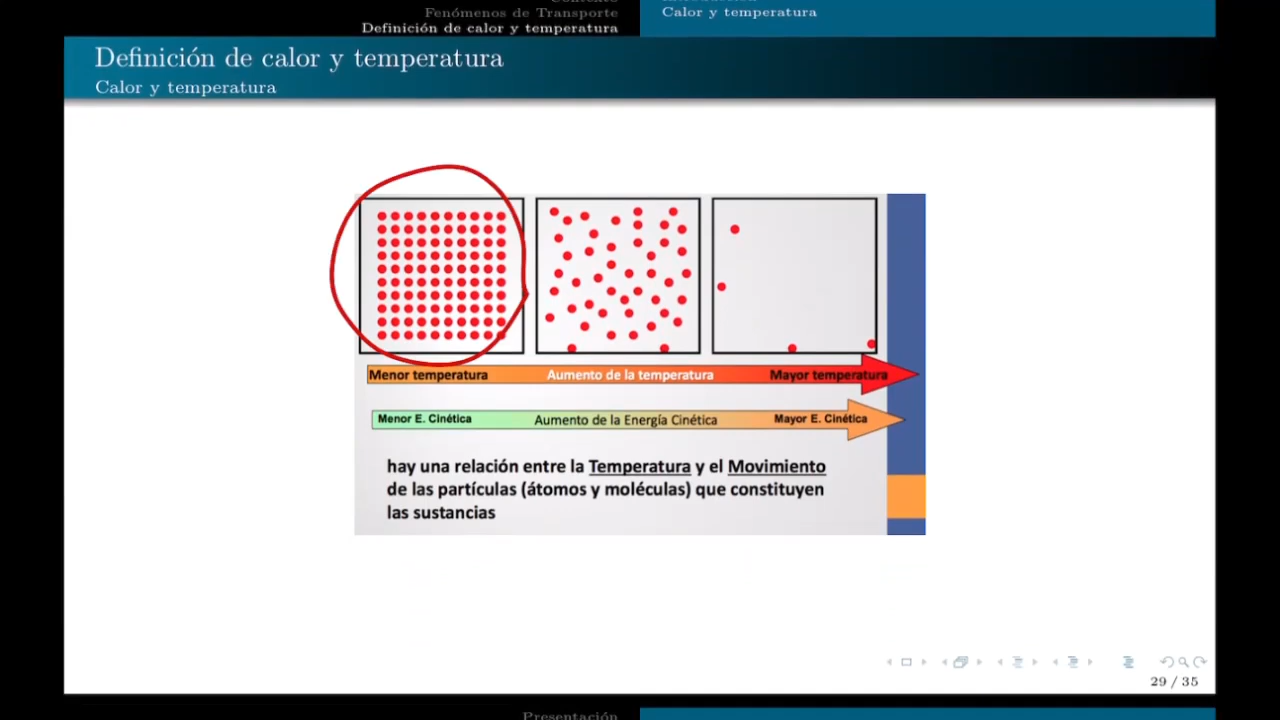 Fenómenos de Transporte
Definición de calor y temperatura
Calor y temperatura
Definición de calor y temperatura
Calor y temperatura
Menor temperatura
Aumento de la temperatura
Mayor temperatura
Menor E. Cinética
Aumento de la Energía Cinética
Mayor E. Cinética
hay una relación entre la Temperatura y el Movimiento
de las partículas (átomos y moléculas) que constituyen
las sustancias
29 / 35
Presentación